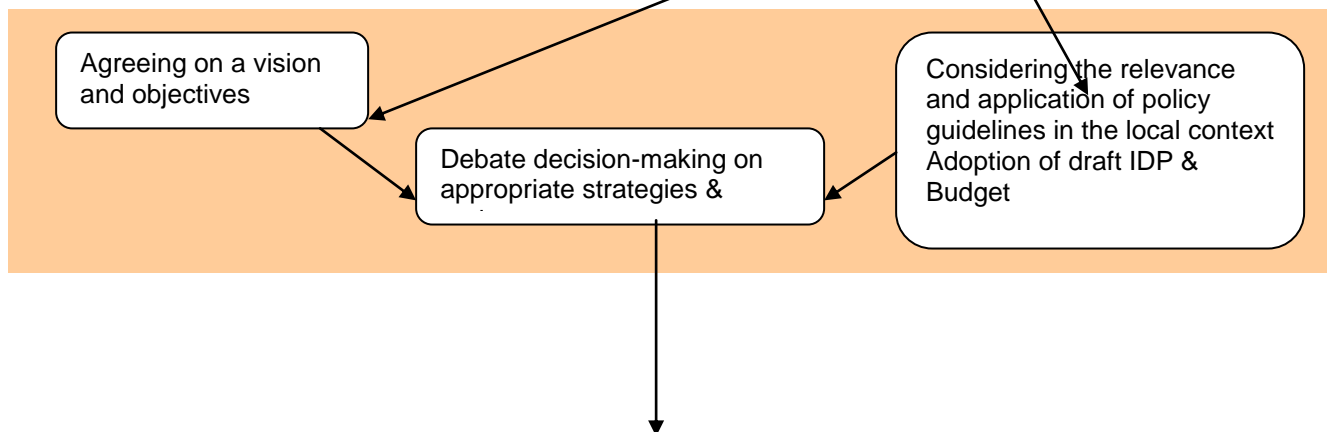 Agreeing on a vision
and objectives
Debate decision-making on
appropriate strategies &
Considering the relevance
and application of policy
guidelines in the local context
Adoption of draft IDP &
Budget